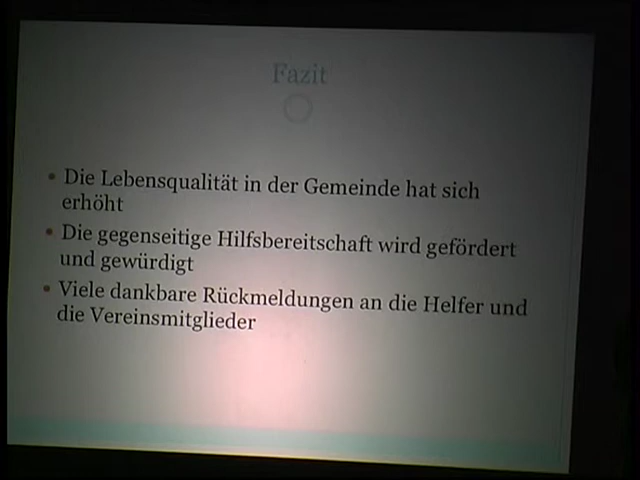 Fazit
• Die Lebensqualität in der Gemeinde hat sich
erhöht
• Die gegenseitige Hilfsbereitschaft wird gefördert
und gewürdigt
• Viele dankbare Rückmeldungen an die Helfer und
die Vereinsmitglieder